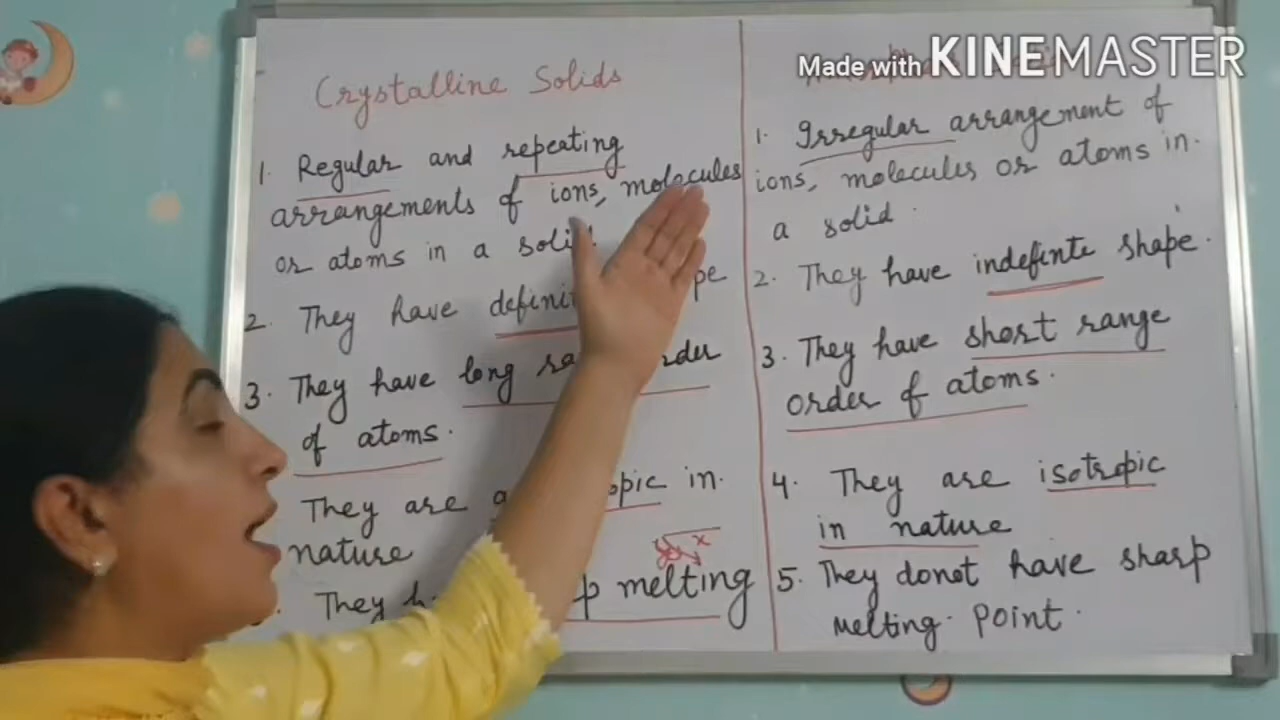 Made with KINEMASTER
Crystalline Solids
1. Regular and repeating
arrangements of ions, molecules
or atoms in a solid.
2. They have
3. They have long
of atoms.
They are in
nature
They melting
1. Irregular arrangement of
ions, molecules or atoms in
a solid.
2. They have indefinte shape.
3. They have short range
order of atoms.
4. They are isotropic
in nature
5. They donot have sharp
melting point.